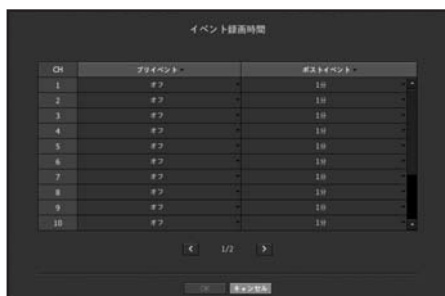 イベント録画時間
CH プリイベント ポストイベント
1 オフ 1分
2 オフ 1分
3 オフ 1分
4 オフ 1分
5 オフ 1分
6 オフ 1分
7 オフ 1分
8 オフ 1分
9 オフ 1分
10 オフ 1分
< 1/2 >
OK キャンセル